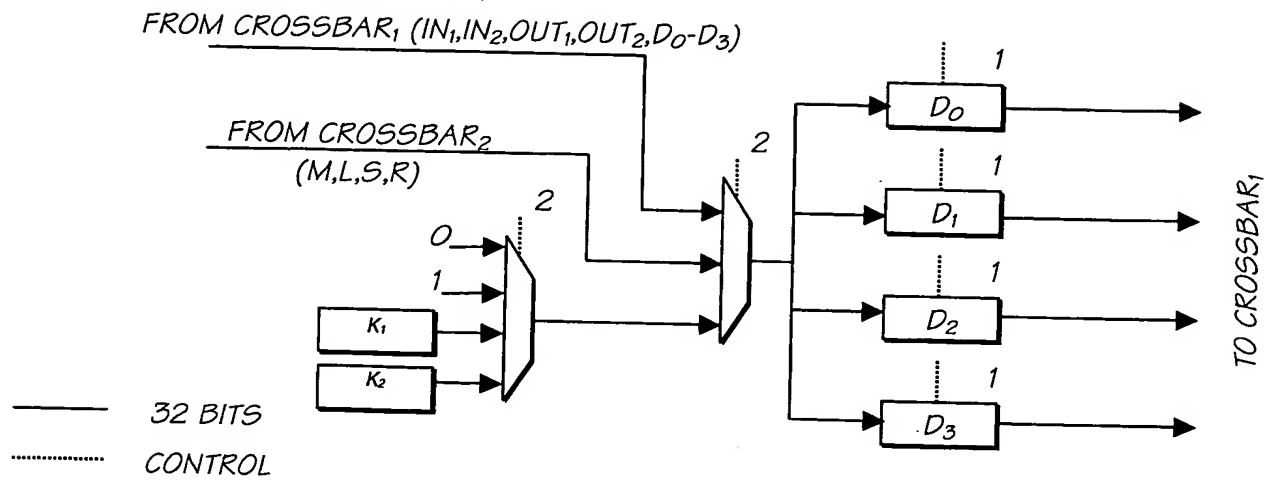 FROM CROSSBAR₁ (IN₁,IN₂,OUT₁,OUT₂,D₀-D₃)
1
D₀
FROM CROSSBAR₂
(M,L,S,R)
2
1
D₁
2
0
1
1
D₂
K₁
K₂
1
D₃
TO CROSSBAR₁
32 BITS
CONTROL